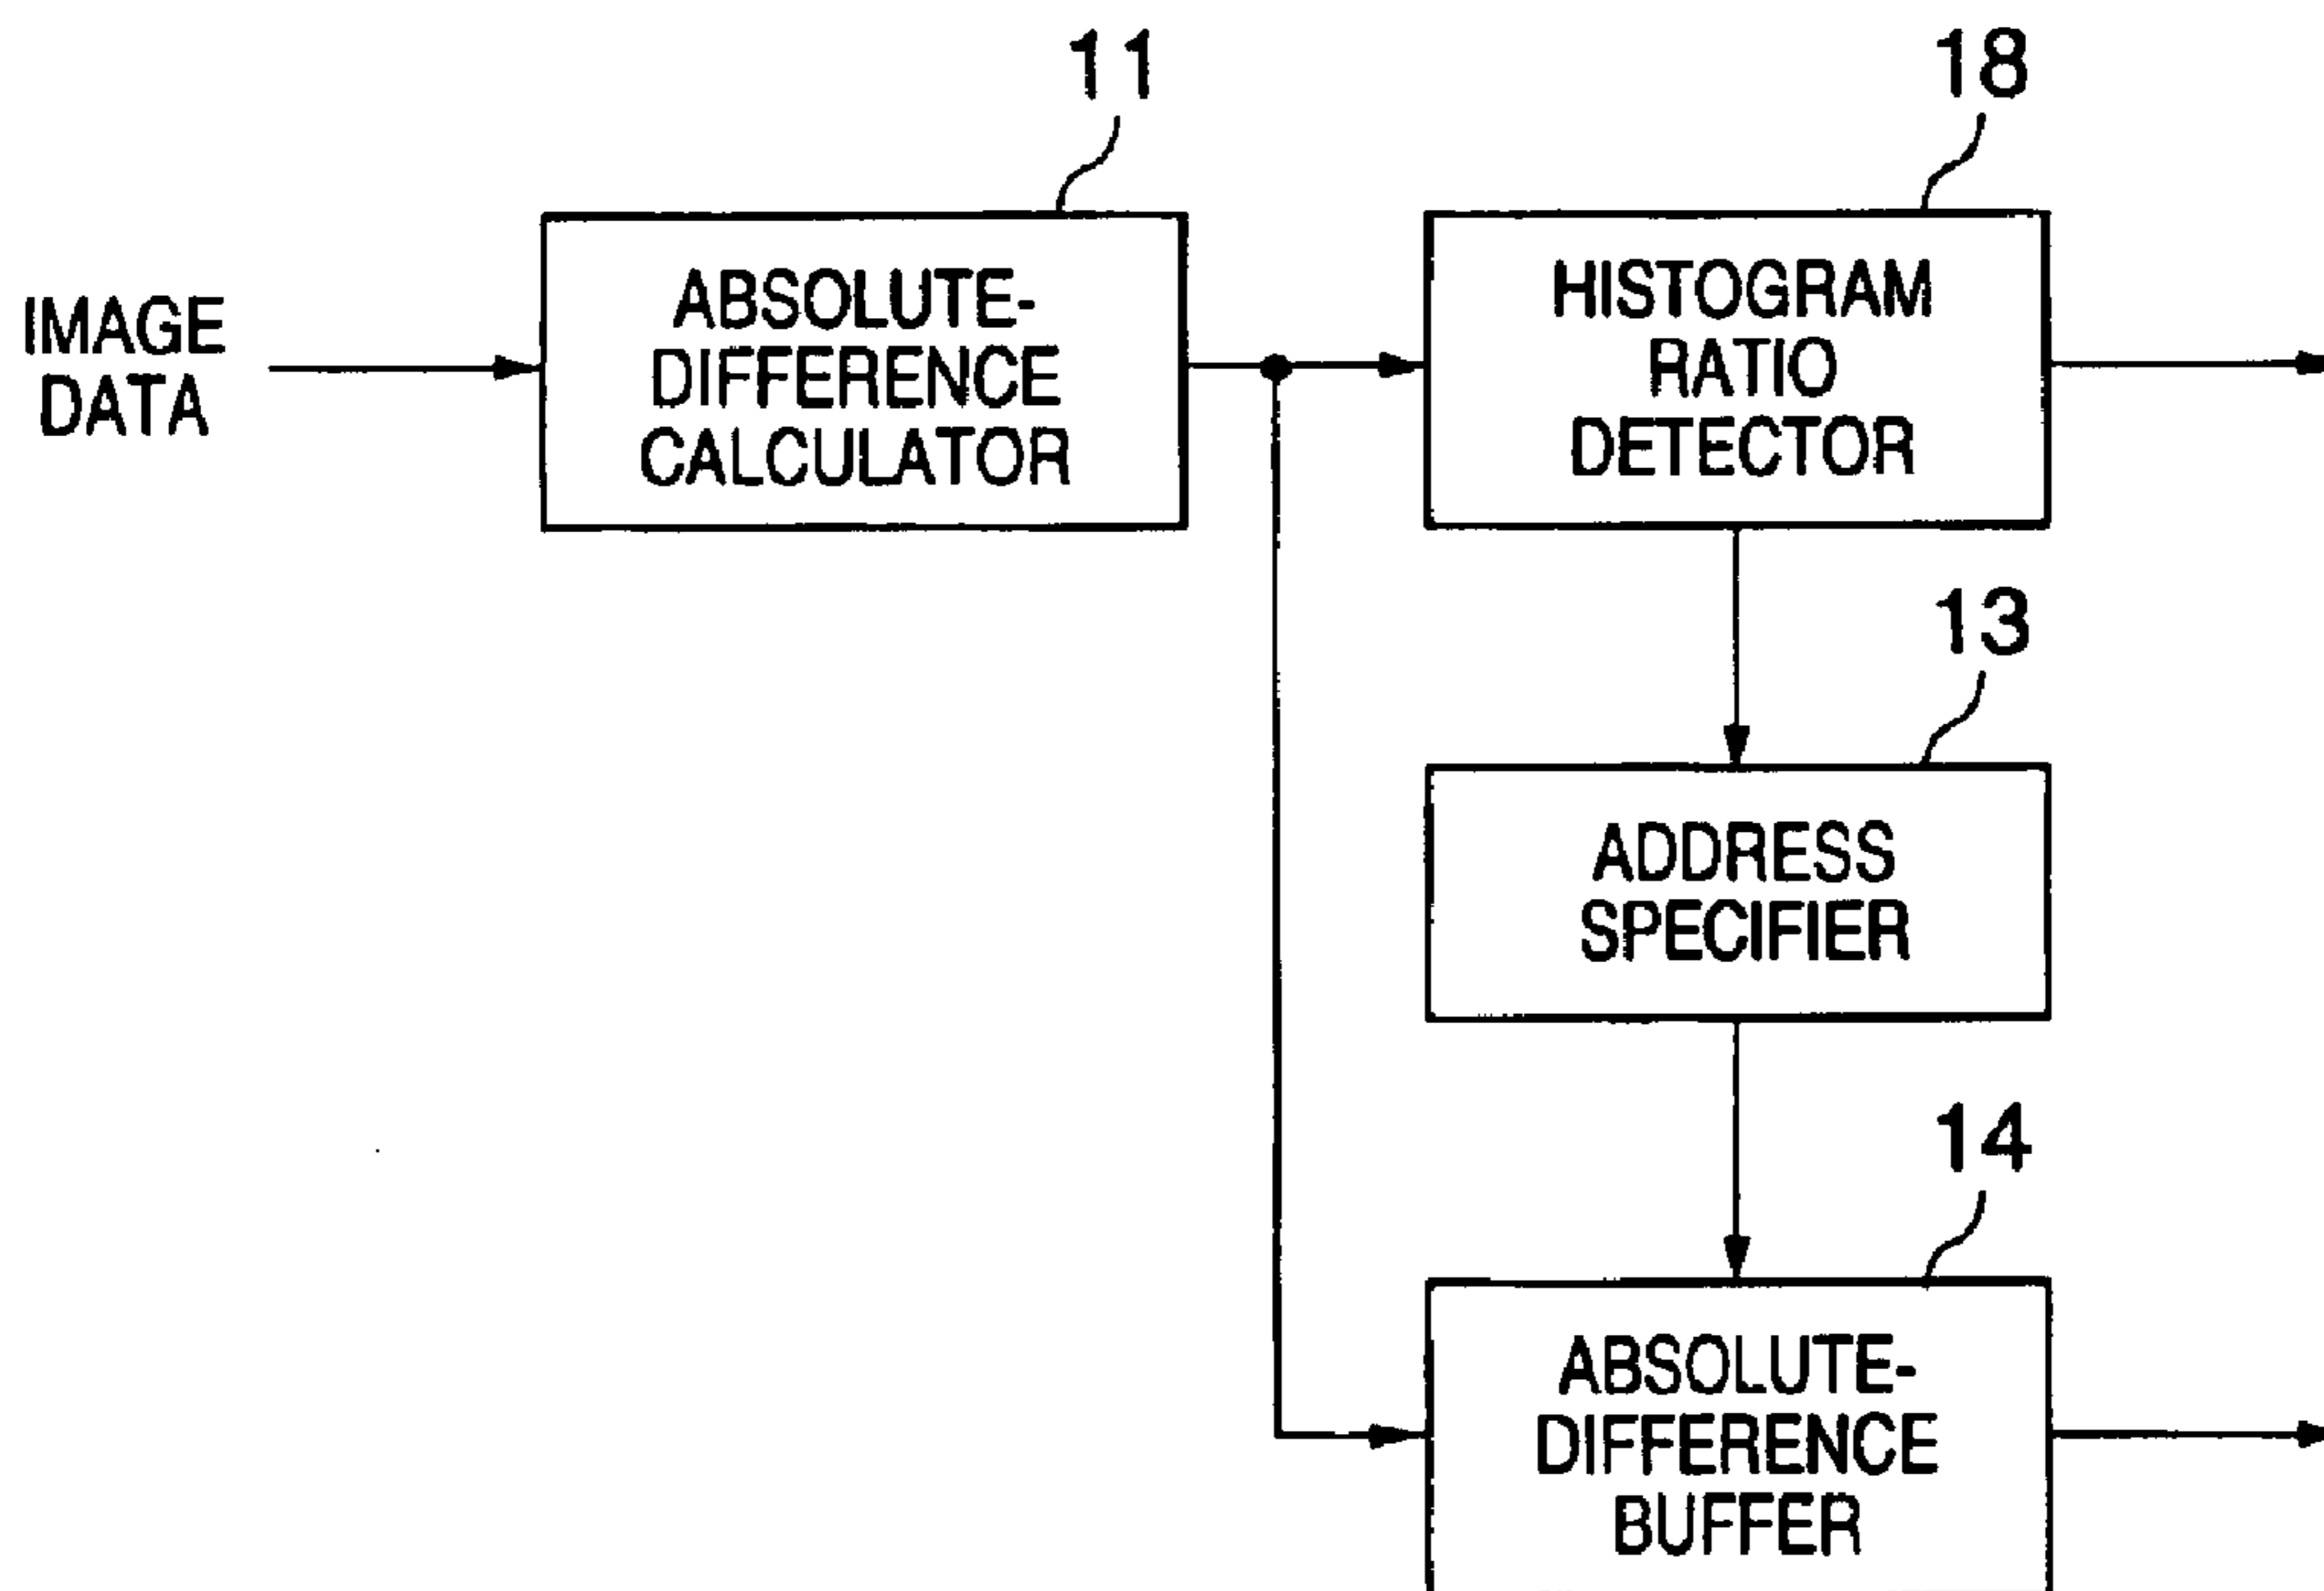 11
18
IMAGE
DATA
ABSOLUTE-
DIFFERENCE
CALCULATOR
HISTOGRAM
RATIO
DETECTOR
13
ADDRESS
SPECIFIER
14
ABSOLUTE-
DIFFERENCE
BUFFER